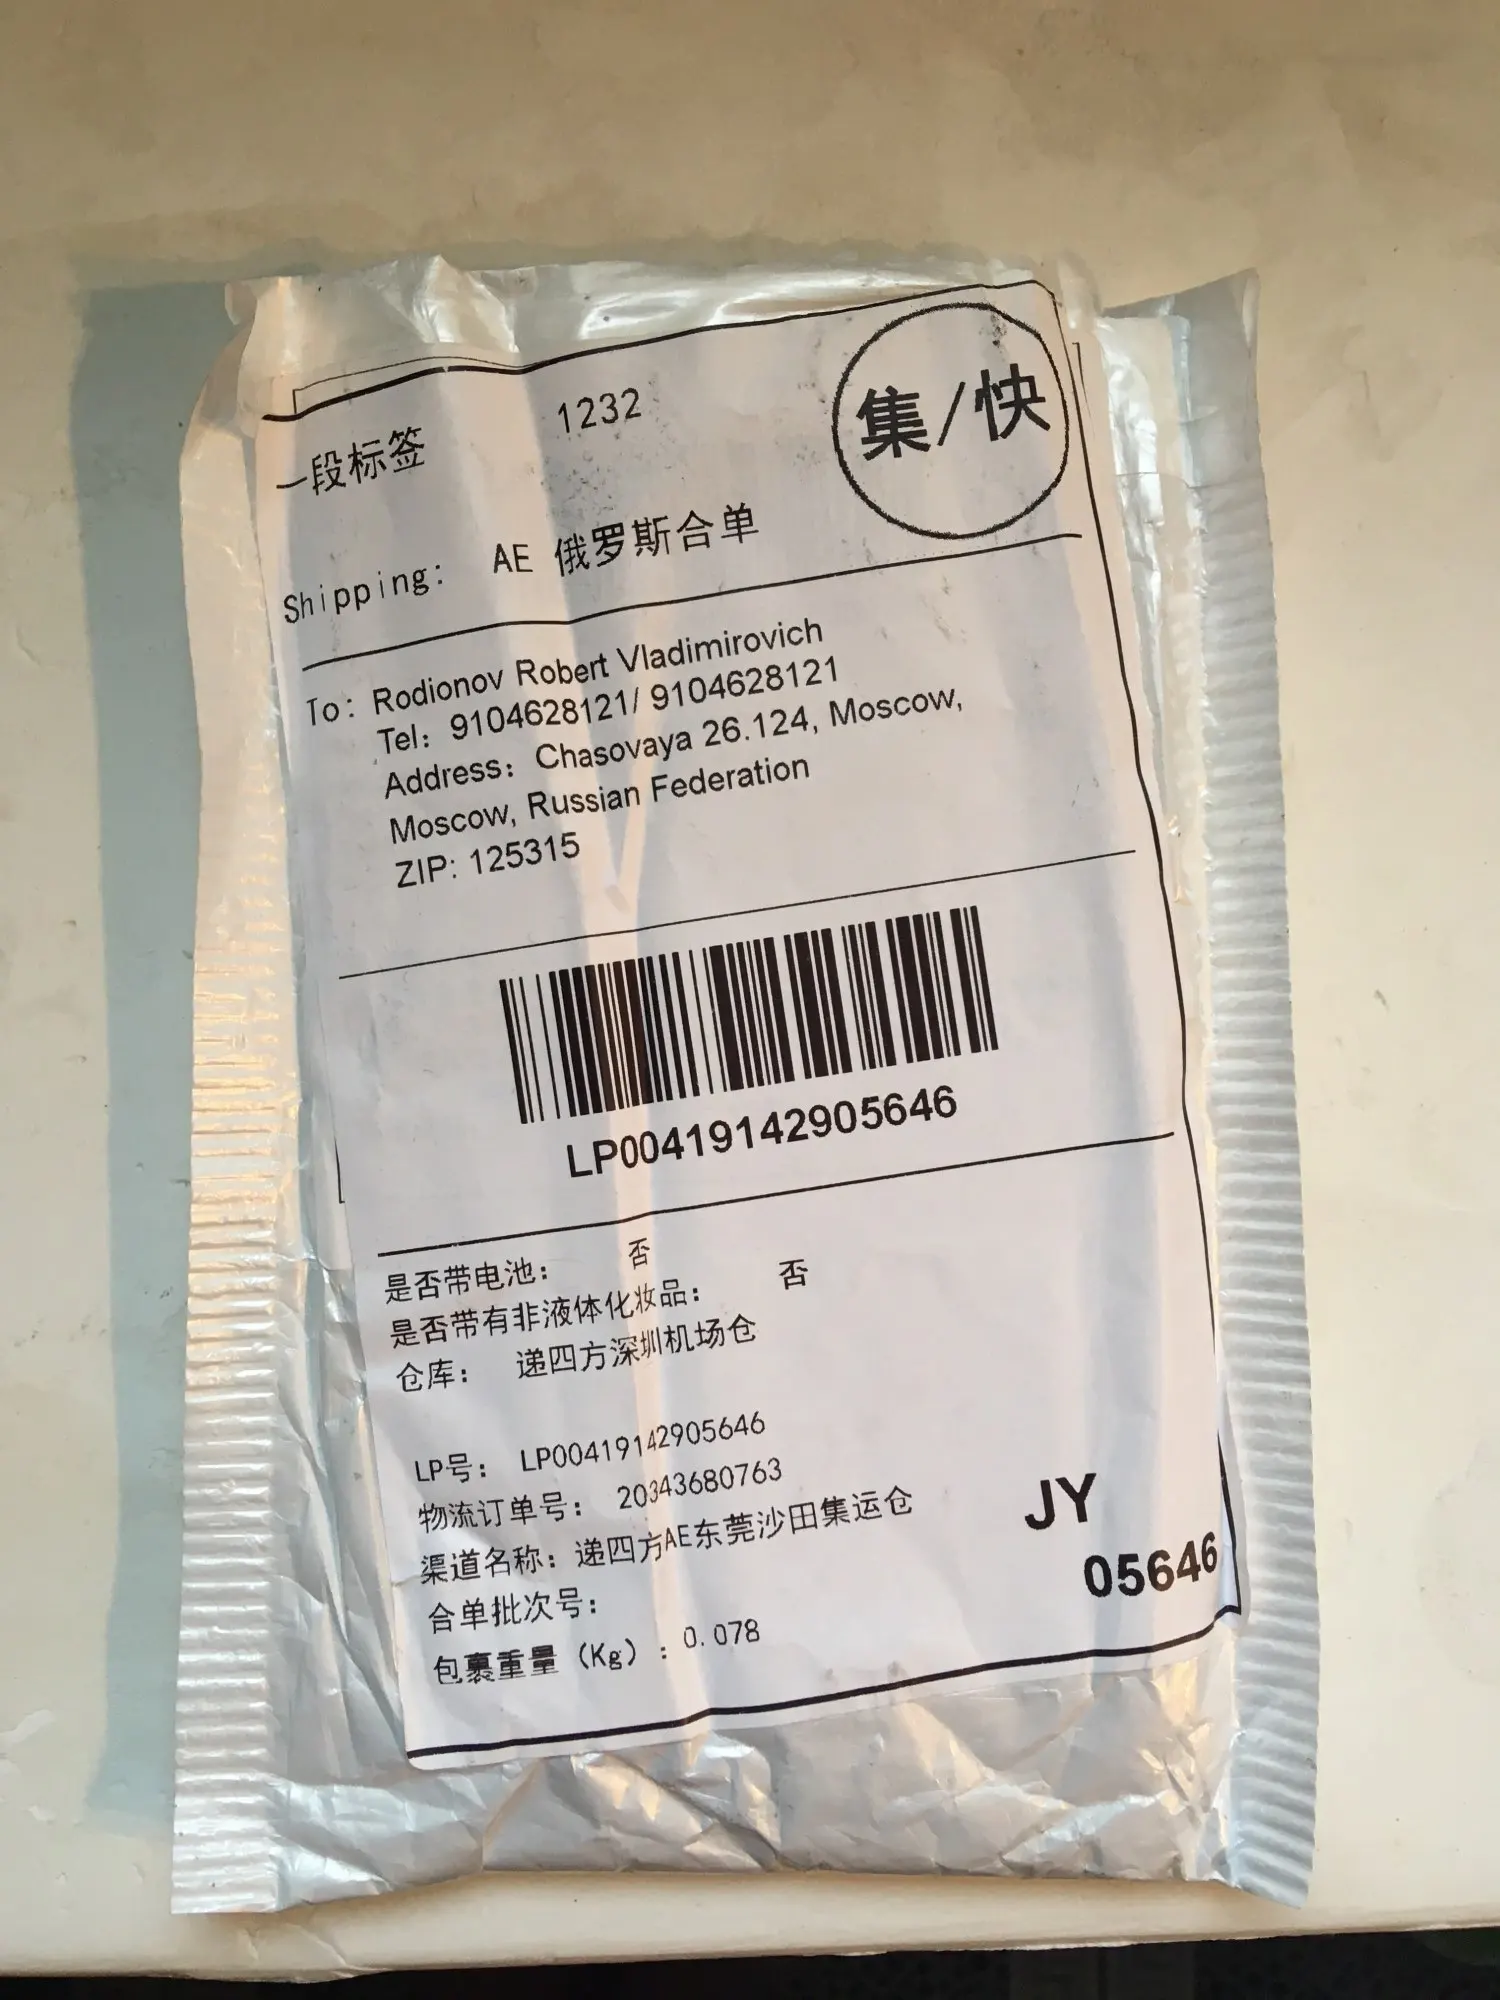 集/快
一段标签 1232
Shipping: AE 俄罗斯合单
To: Rodionov Robert Vladimirovich
Tel: 9104628121/ 9104628121
Address: Chasovaya 26.124, Moscow,
Moscow, Russian Federation
ZIP: 125315
LP00419142905646
是否带电池: 否
是否带有非液体化妆品: 否
仓库: 递四方深圳机场仓
LP号: LP00419142905646
物流订单号: 20343680763
渠道名称: 递四方AE东莞沙田集运仓
合单批次号:
包裹重量 (Kg) : 0.078
JY
05646